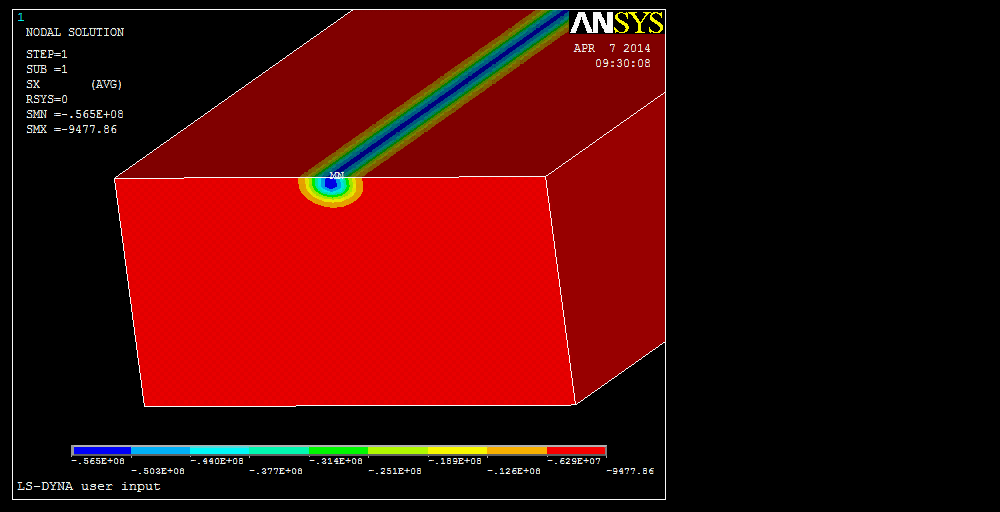 1
ANSYS
NODAL SOLUTION
APR 7 2014
09:30:08
STEP=1
SUB =1
SX (AVG)
RSYS=0
SMN =-.565E+08
SMX =-9477.86
MN
-.565E+08 -.440E+08 -.314E+08 -.189E+08 -.629E+07
-.503E+08 -.377E+08 -.251E+08 -.126E+08 -9477.86
LS-DYNA user input